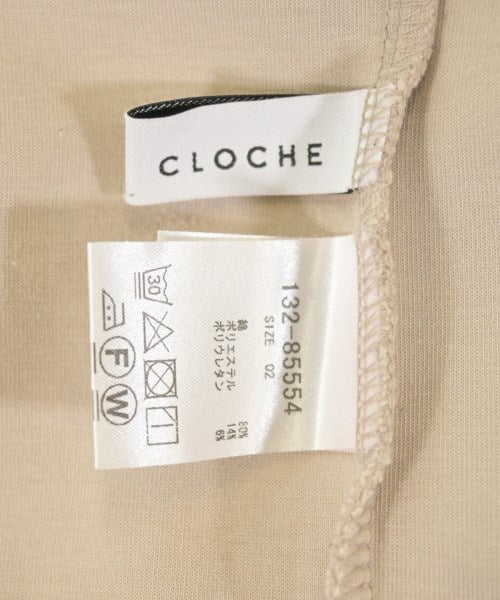 CLOCHE
132-85554
SIZE 02
綿 80%
ポリエステル 14%
ポリウレタン 6%
30
F
W